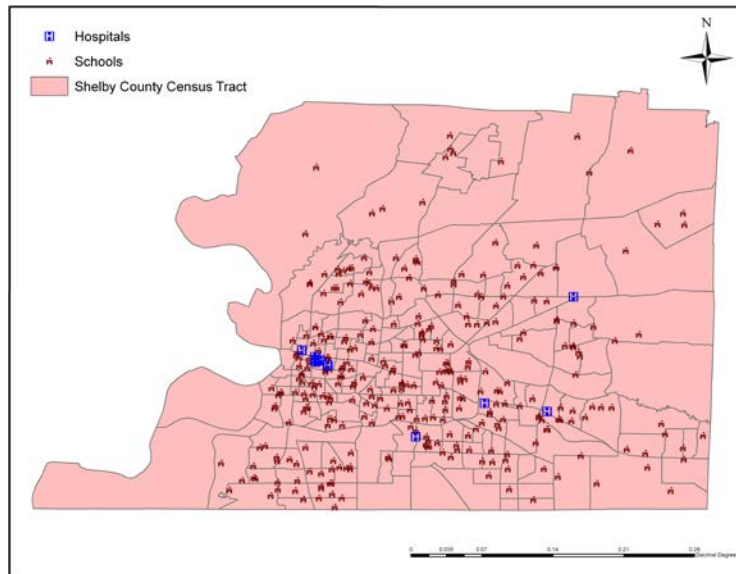 Hospitals
Schools
Shelby County Census Tract
N
0 0.035 0.07 0.14 0.21 0.28
Decimal Degrees